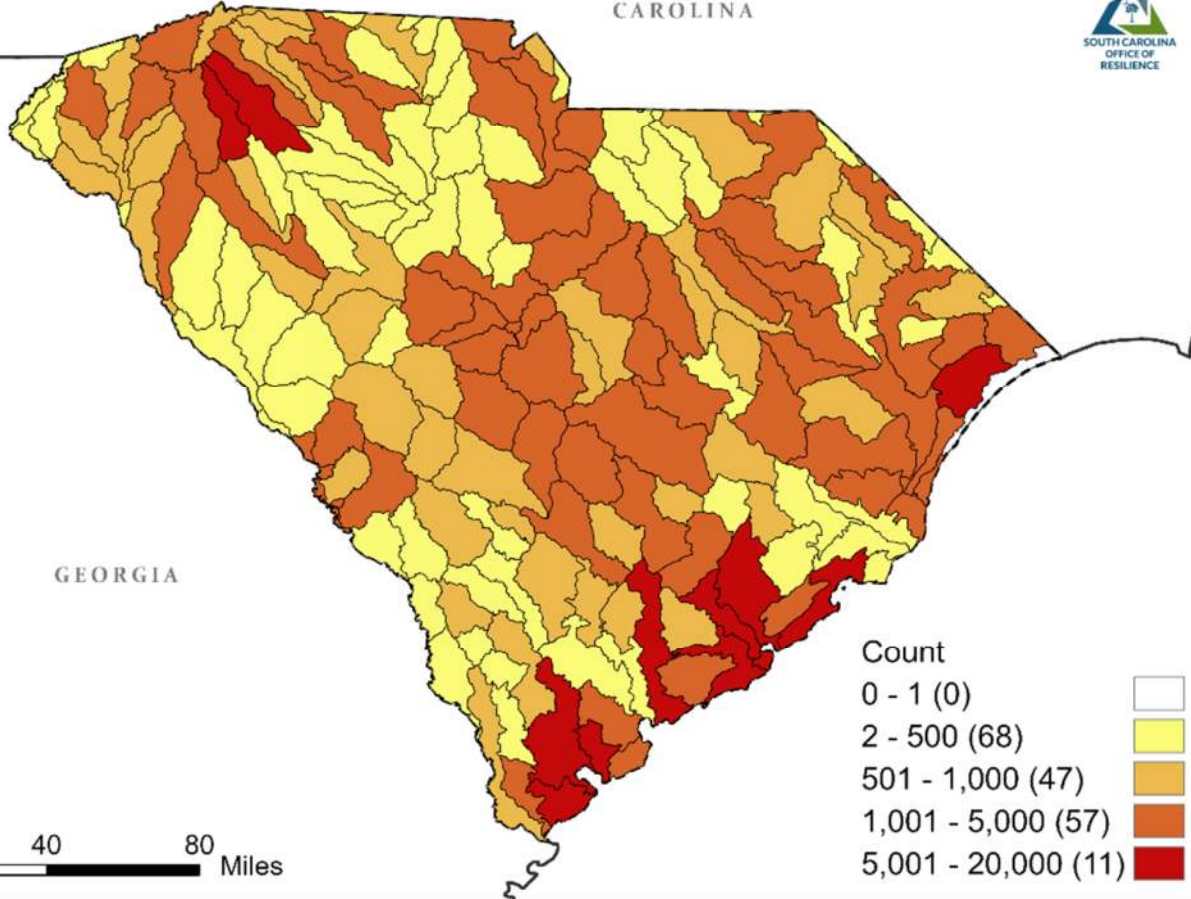 CAROLINA
SOUTH CAROLINA
OFFICE OF
RESILIENCE
GEORGIA
Count
0 - 1 (0)
2 - 500 (68)
501 - 1,000 (47)
1,001 - 5,000 (57)
5,001 - 20,000 (11)
40 80
Miles